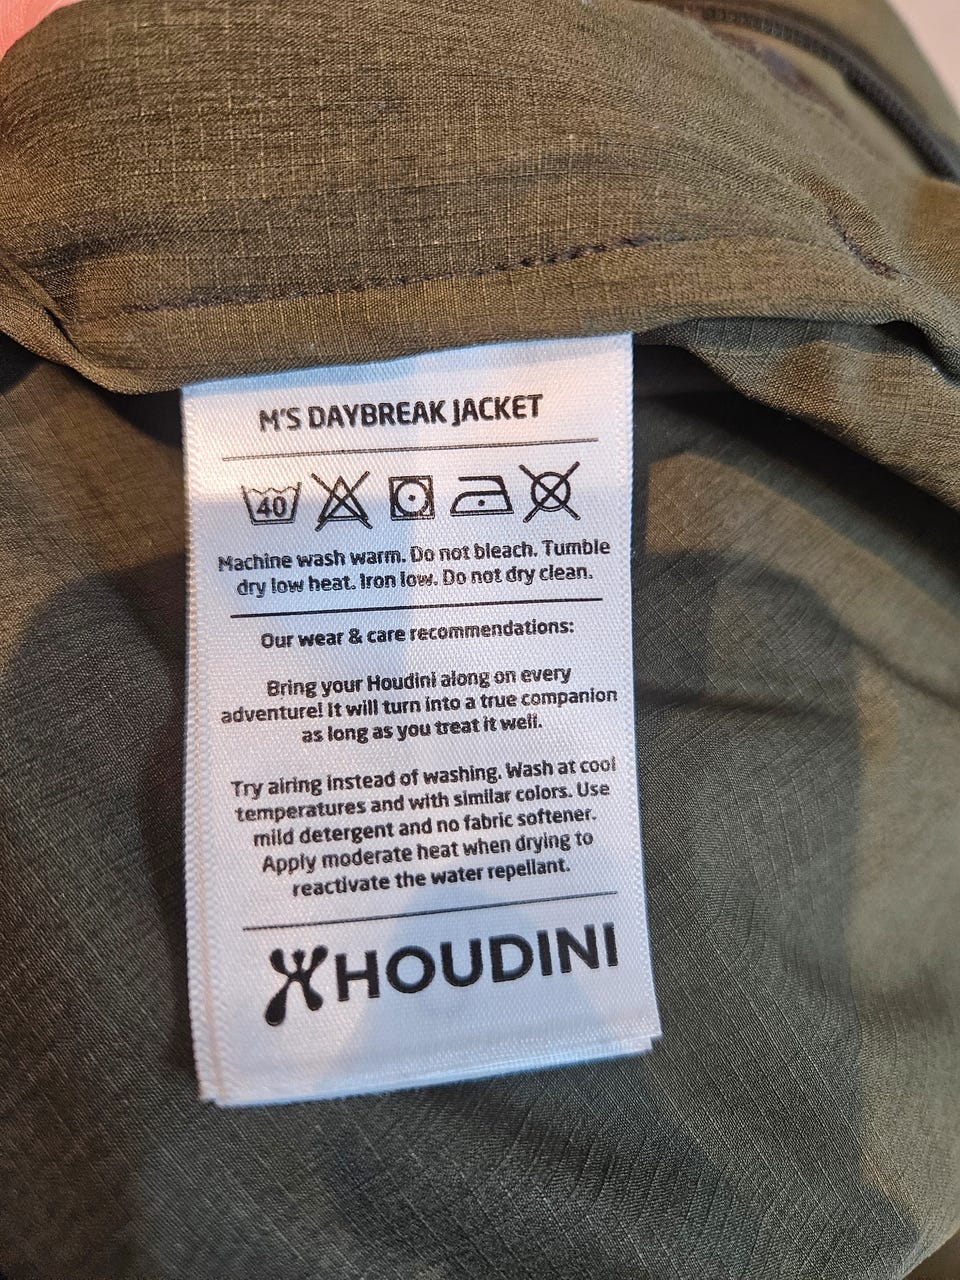 M'S DAYBREAK JACKET
40
Machine wash warm. Do not bleach. Tumble
dry low heat. Iron low. Do not dry clean.
Our wear & care recommendations:
Bring your Houdini along on every
adventure! It will turn into a true companion
as long as you treat it well.
Try airing instead of washing. Wash at cool
temperatures and with similar colors. Use
mild detergent and no fabric softener.
Apply moderate heat when drying to
reactivate the water repellant.
HOUDINI